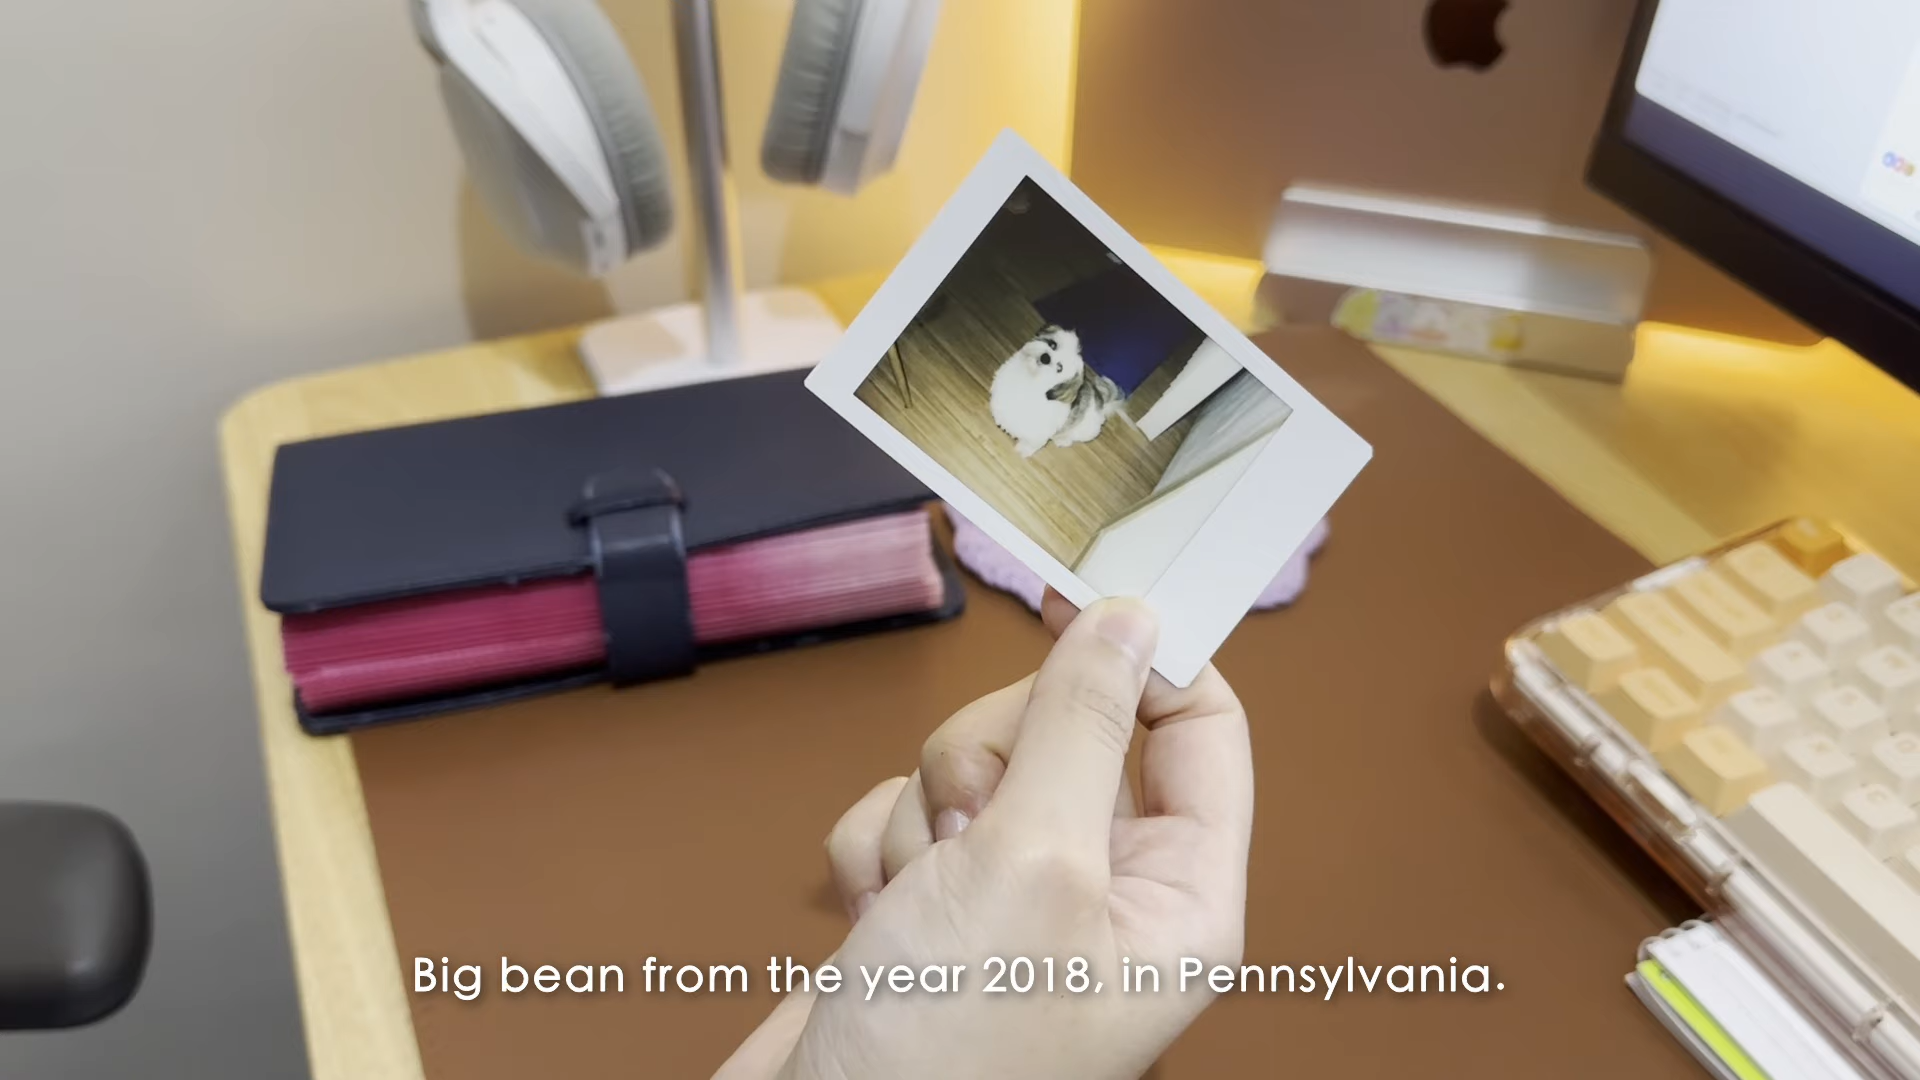 Big bean from the year 2018, in Pennsylvania.